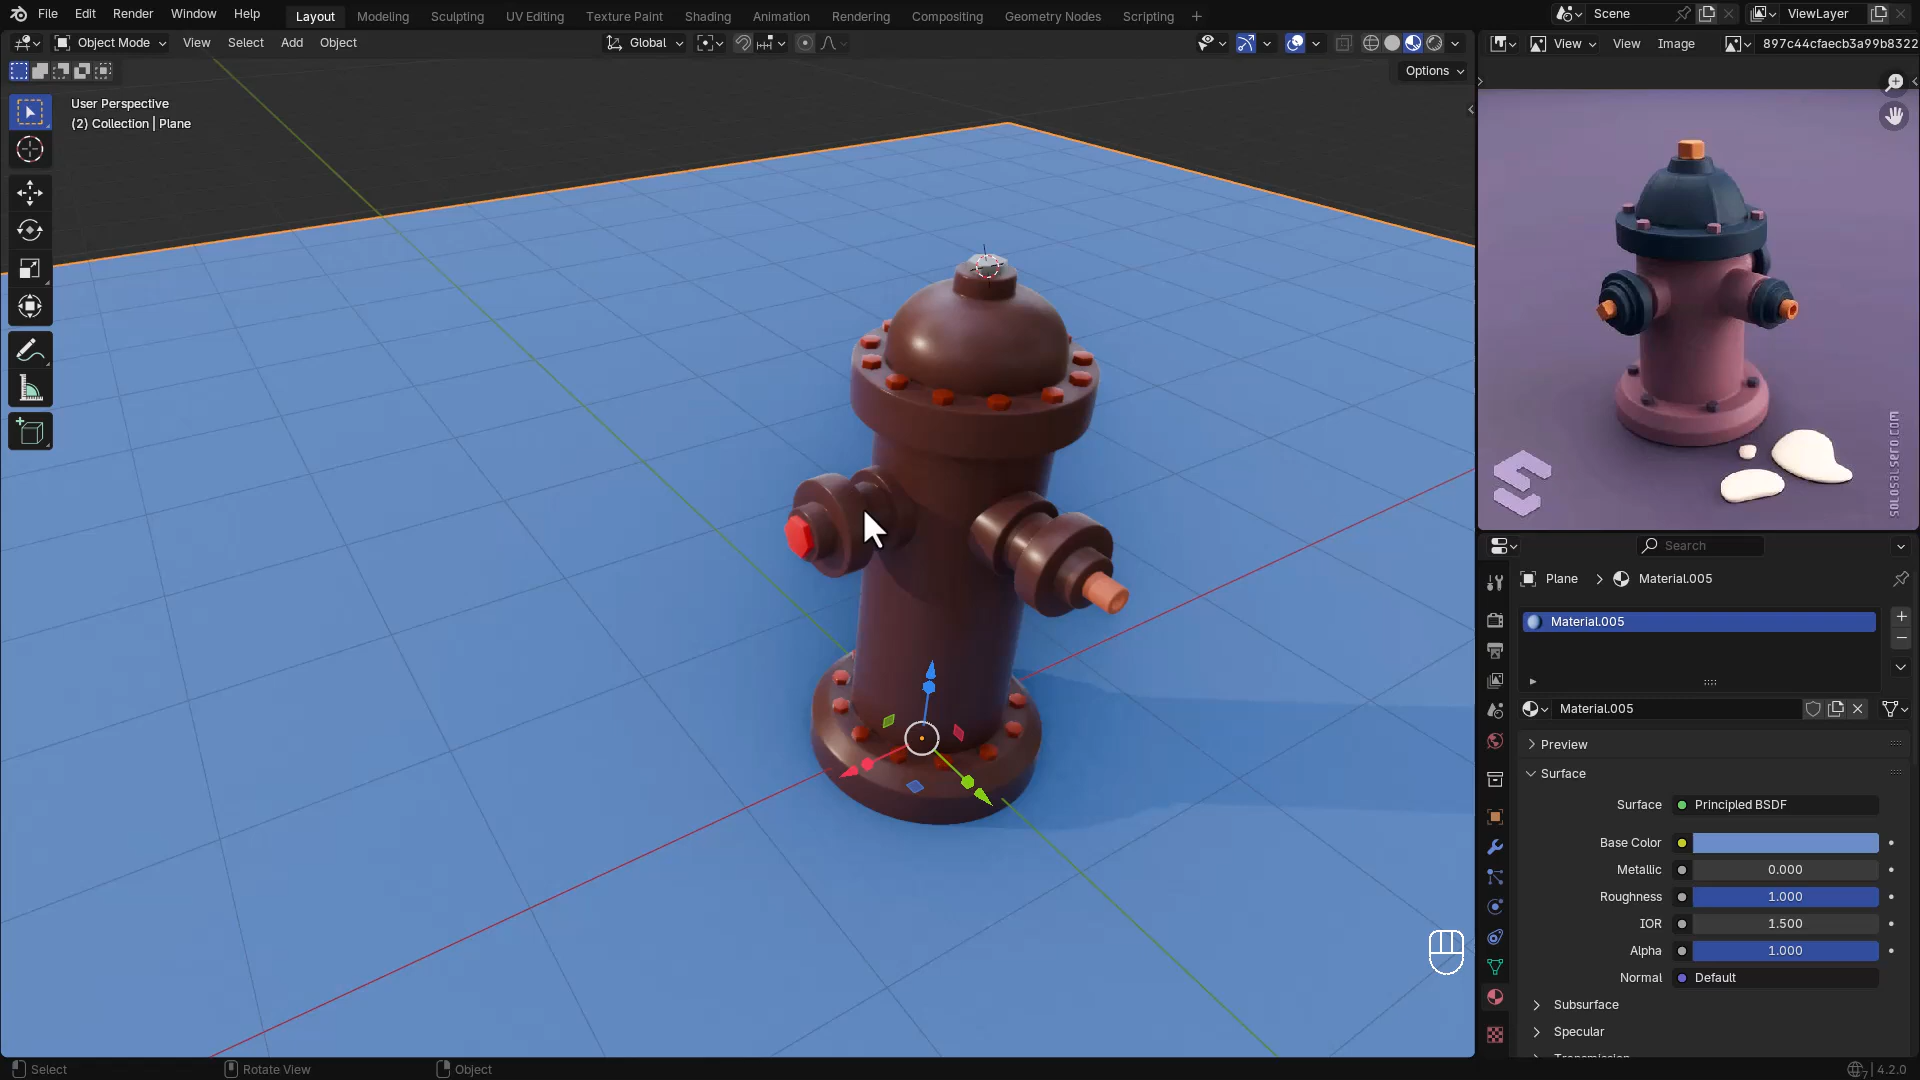 File Edit Render Window Help Layout Modeling Sculpting UV Editing Texture Paint Shading Animation Rendering Compositing Geometry Nodes Scripting + Scene ViewLayer
Object Mode View Select Add Object Global View View Image 897c44cfaecb3a99b8322
Options
User Perspective
(2) Collection | Plane
SOLOSALSERO.COM
Search
Plane > Material.005
Material.005
Material.005
Preview
Surface
Surface Principled BSDF
Base Color
Metallic 0.000
Roughness 1.000
IOR 1.500
Alpha 1.000
Normal Default
Subsurface
Specular
Select Rotate View Object 4.2.0